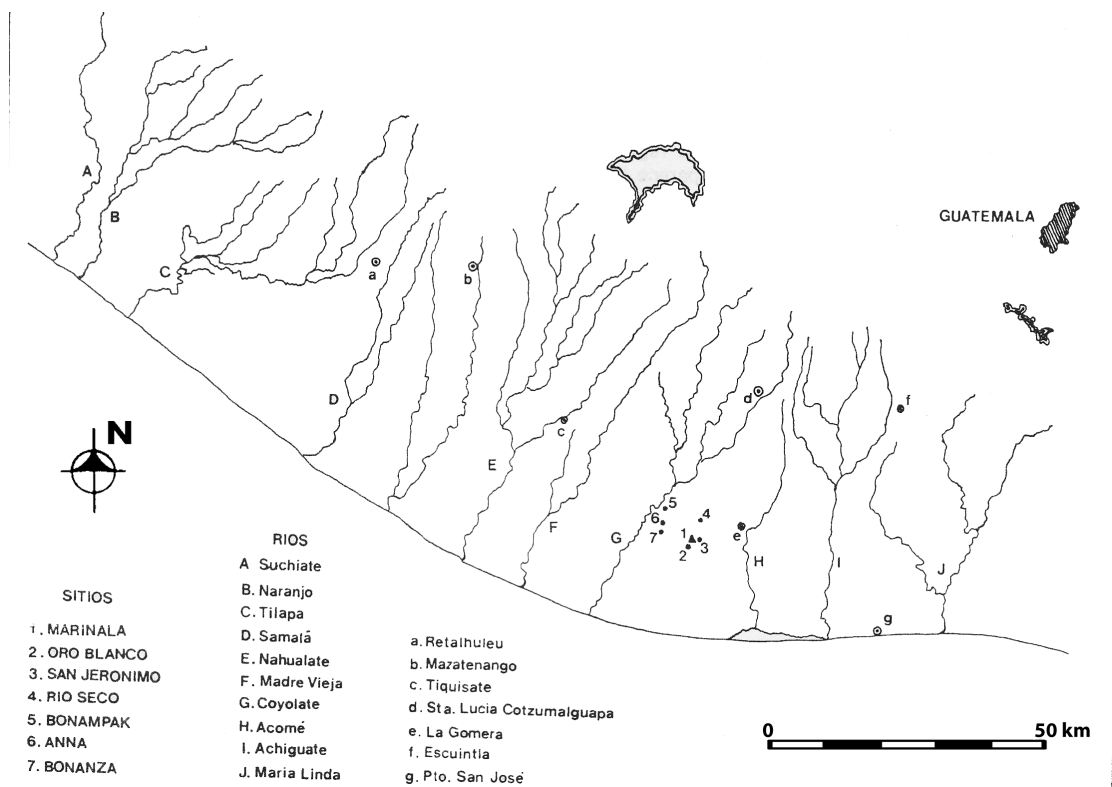 A
B
GUATEMALA
C
a
b
D
d
f
N
c
E
5
F
6
4
7
1
e
G
2
3
H
I
J
g
RIOS
A Suchiate
B. Naranjo
C. Tilapa
D. Samalá
E. Nahualate
F. Madre Vieja
G. Coyolate
H. Acomé
I. Achiguate
J. Maria Linda
SITIOS
1. MARINALA
2. ORO BLANCO
3. SAN JERONIMO
4. RIO SECO
5. BONAMPAK
6. ANNA
7. BONANZA
a. Retalhuleu
b. Mazatenango
c. Tiquisate
d. Sta. Lucia Cotzumalguapa
e. La Gomera
f. Escuintla
g. Pto. San José
0 50 km